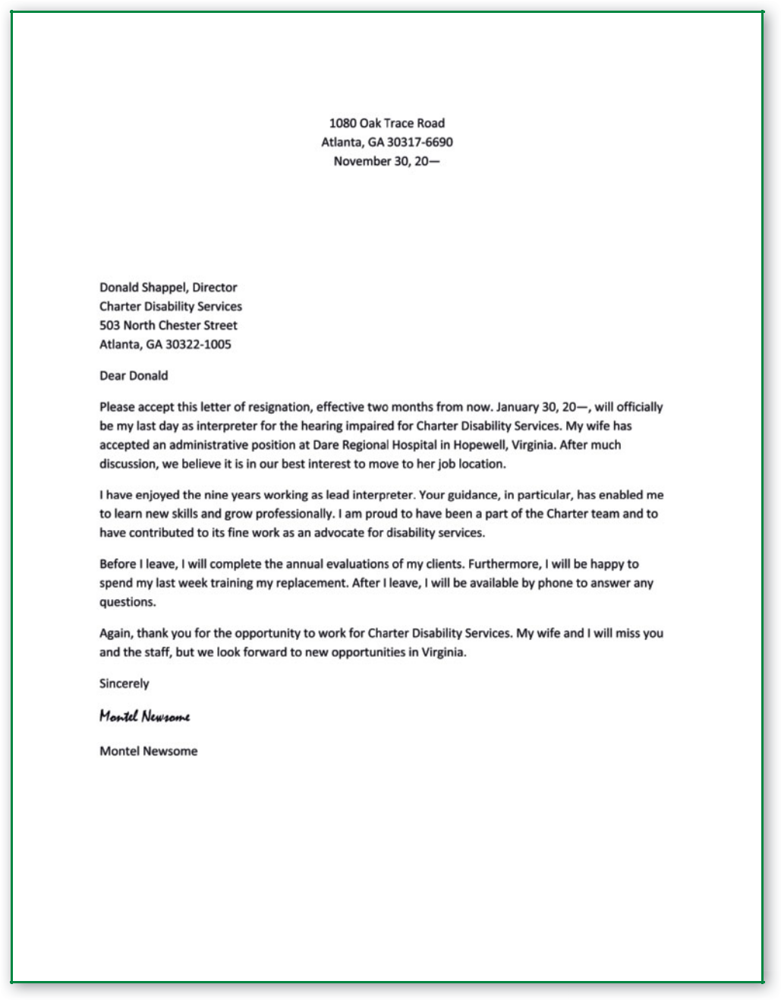 1080 Oak Trace Road
Atlanta, GA 30317-6690
November 30, 20—
Donald Shappel, Director
Charter Disability Services
503 North Chester Street
Atlanta, GA 30322-1005
Dear Donald
Please accept this letter of resignation, effective two months from now. January 30, 20—, will officially
be my last day as interpreter for the hearing impaired for Charter Disability Services. My wife has
accepted an administrative position at Dare Regional Hospital in Hopewell, Virginia. After much
discussion, we believe it is in our best interest to move to her job location.
I have enjoyed the nine years working as lead interpreter. Your guidance, in particular, has enabled me
to learn new skills and grow professionally. I am proud to have been a part of the Charter team and to
have contributed to its fine work as an advocate for disability services.
Before I leave, I will complete the annual evaluations of my clients. Furthermore, I will be happy to
spend my last week training my replacement. After I leave, I will be available by phone to answer any
questions.
Again, thank you for the opportunity to work for Charter Disability Services. My wife and I will miss you
and the staff, but we look forward to new opportunities in Virginia.
Sincerely
Montel Newsome
Montel Newsome